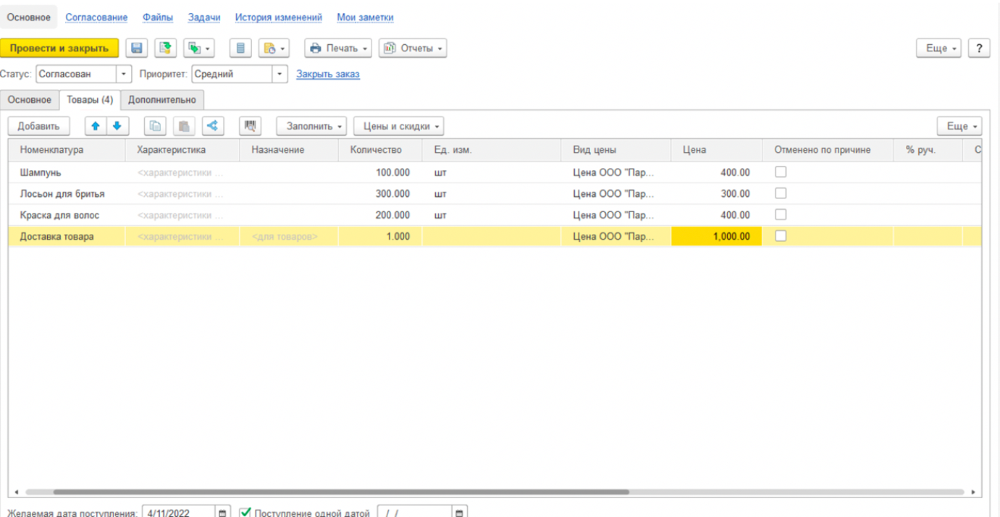 Основное Согласование Файлы Задачи История изменений Мои заметки
Провести и закрыть Печать Отчеты Еще ?
Статус: Согласован Приоритет: Средний Закрыть заказ
Основное Товары (4) Дополнительно
Добавить Заполнить Цены и скидки Еще
Номенклатура Характеристика Назначение Количество Ед. изм. Вид цены Цена Отменено по причине % руч. С
Шампунь <характеристики ... 100.000 шт Цена ООО "Пар... 400.00
Лосьон для бритья <характеристики ... 300.000 шт Цена ООО "Пар... 300.00
Краска для волос <характеристики ... 200.000 шт Цена ООО "Пар... 400.00
Доставка товара <характеристики ... <для товаров> 1.000 Цена ООО "Пар... 1,000.00
Желаемая дата поступления: 4/11/2022 Поступление одной датой / /